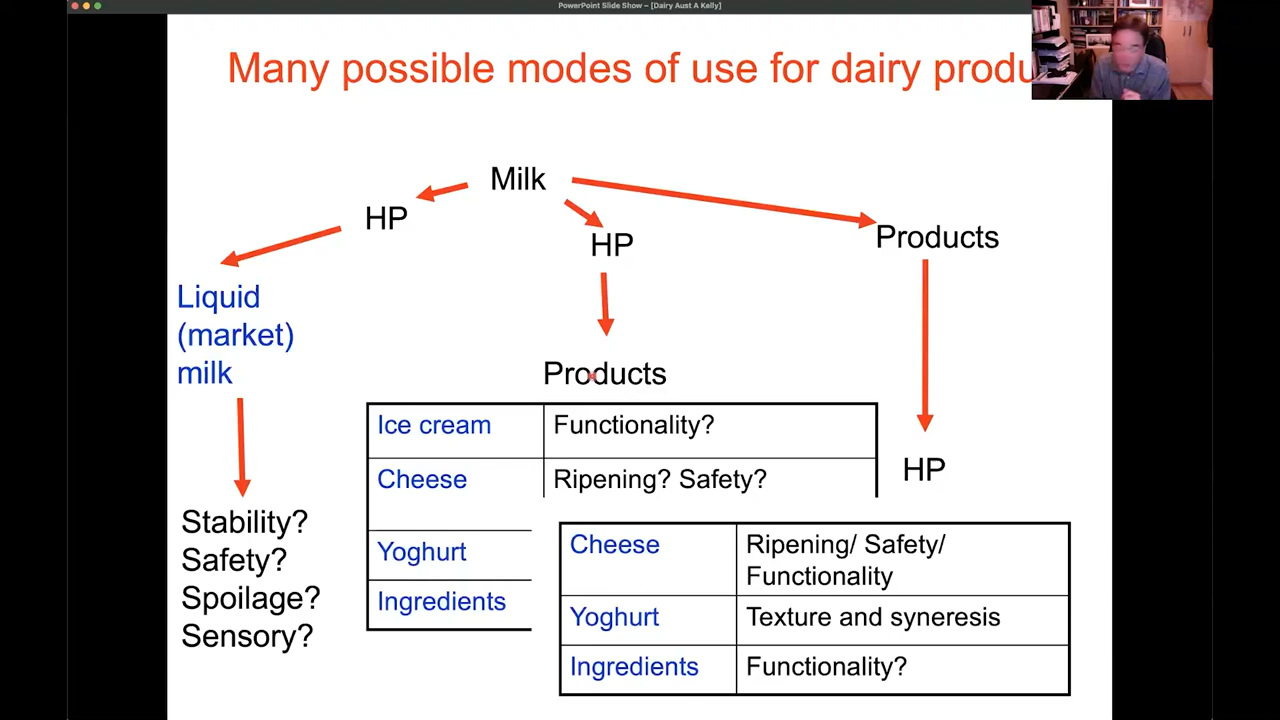 PowerPoint Slide Show – [Dairy Aust A Kelly]
Many possible modes of use for dairy produ
Milk
HP
HP
Products
Liquid
(market)
milk
Products
Ice cream Functionality?
Cheese Ripening? Safety?
Yoghurt
Ingredients
HP
Stability?
Safety?
Spoilage?
Sensory?
Cheese Ripening/ Safety/
Functionality
Yoghurt Texture and syneresis
Ingredients Functionality?